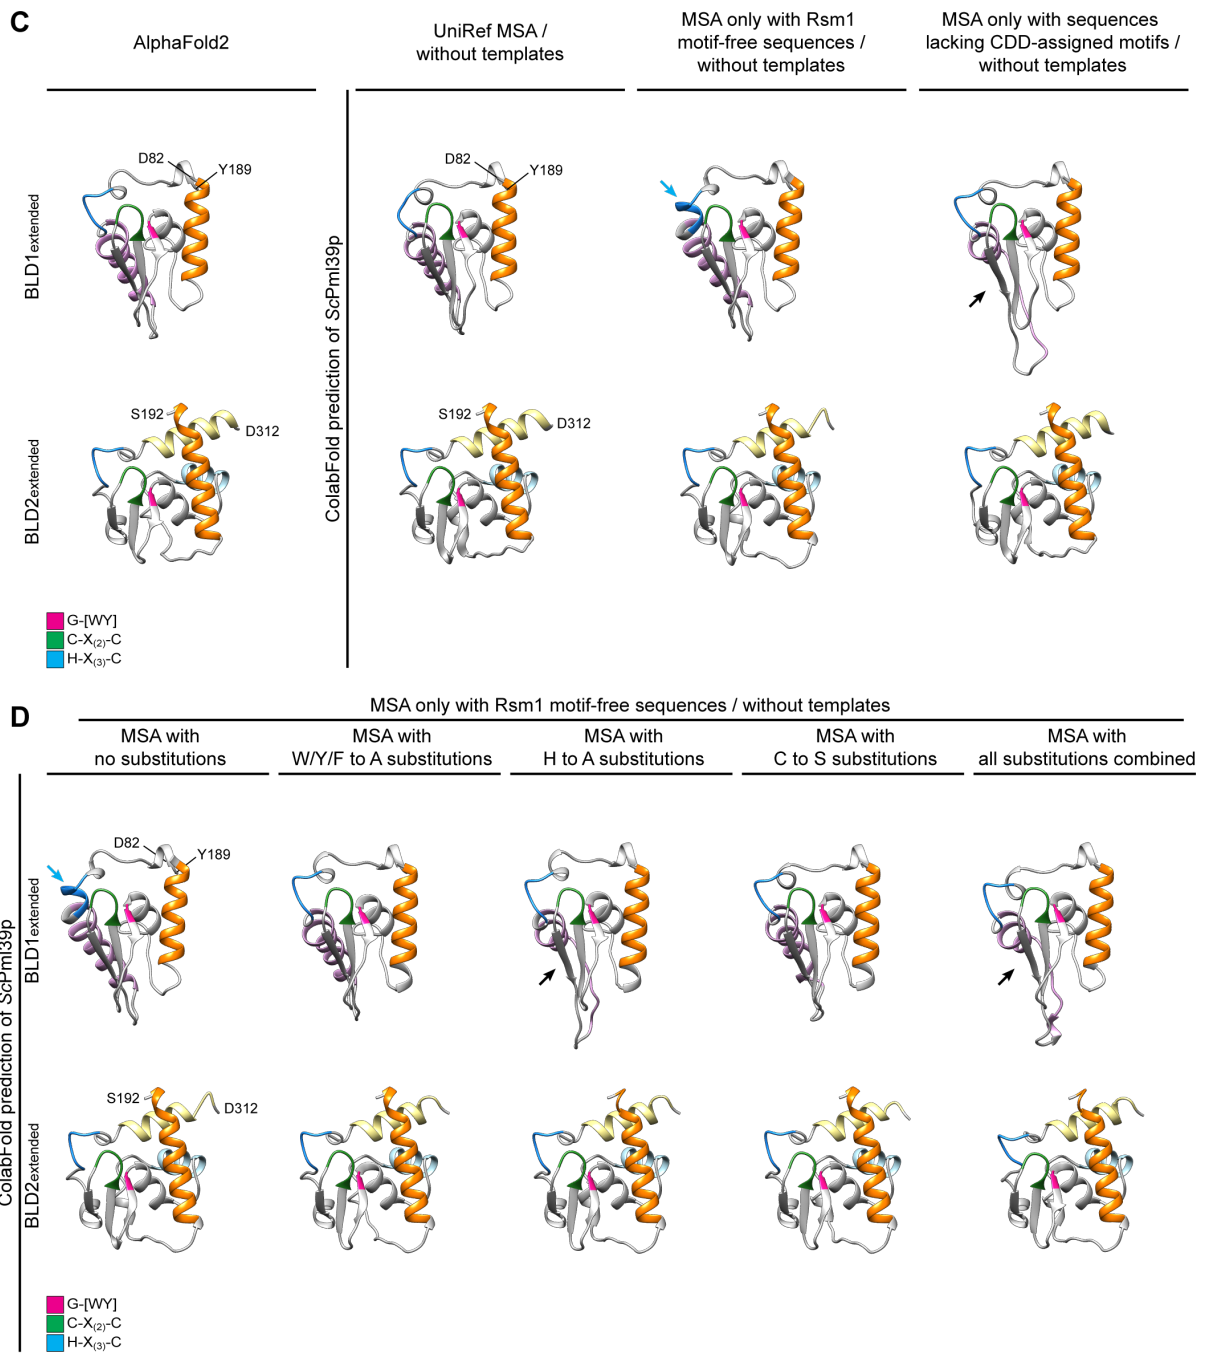 C
AlphaFold2
UniRef MSA /
without templates
MSA only with Rsm1
motif-free sequences /
without templates
MSA only with sequences
lacking CDD-assigned motifs /
without templates
ColabFold prediction of ScPml39p
BLD1extended
D82
Y189
D82
Y189
BLD2extended
S192
D312
S192
D312
G-[WY]
C-X(2)-C
H-X(3)-C
D
MSA only with Rsm1 motif-free sequences / without templates
MSA with
no substitutions
MSA with
W/Y/F to A substitutions
MSA with
H to A substitutions
MSA with
C to S substitutions
MSA with
all substitutions combined
ColabFold prediction of ScPml39p
BLD1extended
D82
Y189
BLD2extended
S192
D312
G-[WY]
C-X(2)-C
H-X(3)-C